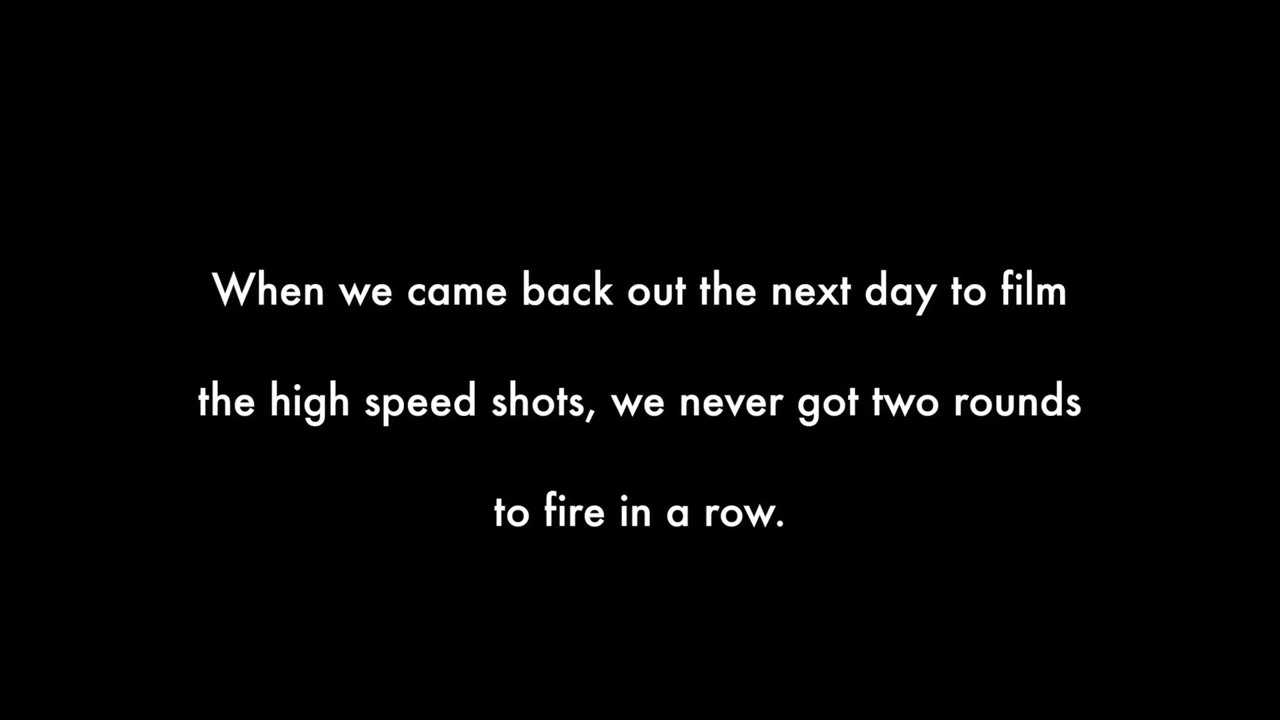 When we came back out the next day to film
the high speed shots, we never got two rounds
to fire in a row.